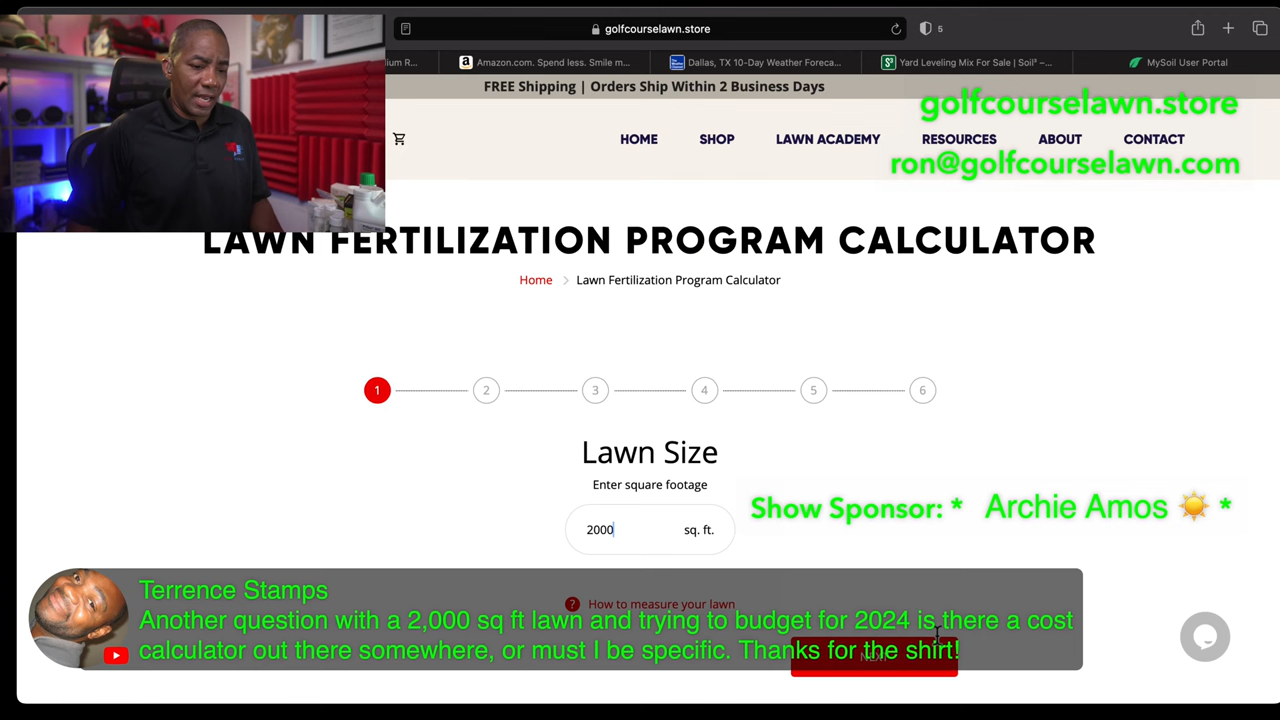 golfcourselawn.store
5
ium R...
Amazon.com. Spend less. Smile m...
Dallas, TX 10-Day Weather Foreca...
Yard Leveling Mix For Sale | Soil³ –...
MySoil User Portal
FREE Shipping | Orders Ship Within 2 Business Days
golfcourselawn.store
HOME
SHOP
LAWN ACADEMY
RESOURCES
ABOUT
CONTACT
ron@golfcourselawn.com
LAWN FERTILIZATION PROGRAM CALCULATOR
Home
Lawn Fertilization Program Calculator
1
2
3
4
5
6
Lawn Size
Enter square footage
2000
sq. ft.
Show Sponsor: * Archie Amos ☀️ *
How to measure your lawn
Terrence Stamps
Another question with a 2,000 sq ft lawn and trying to budget for 2024 is there a cost
calculator out there somewhere, or must I be specific. Thanks for the shirt!